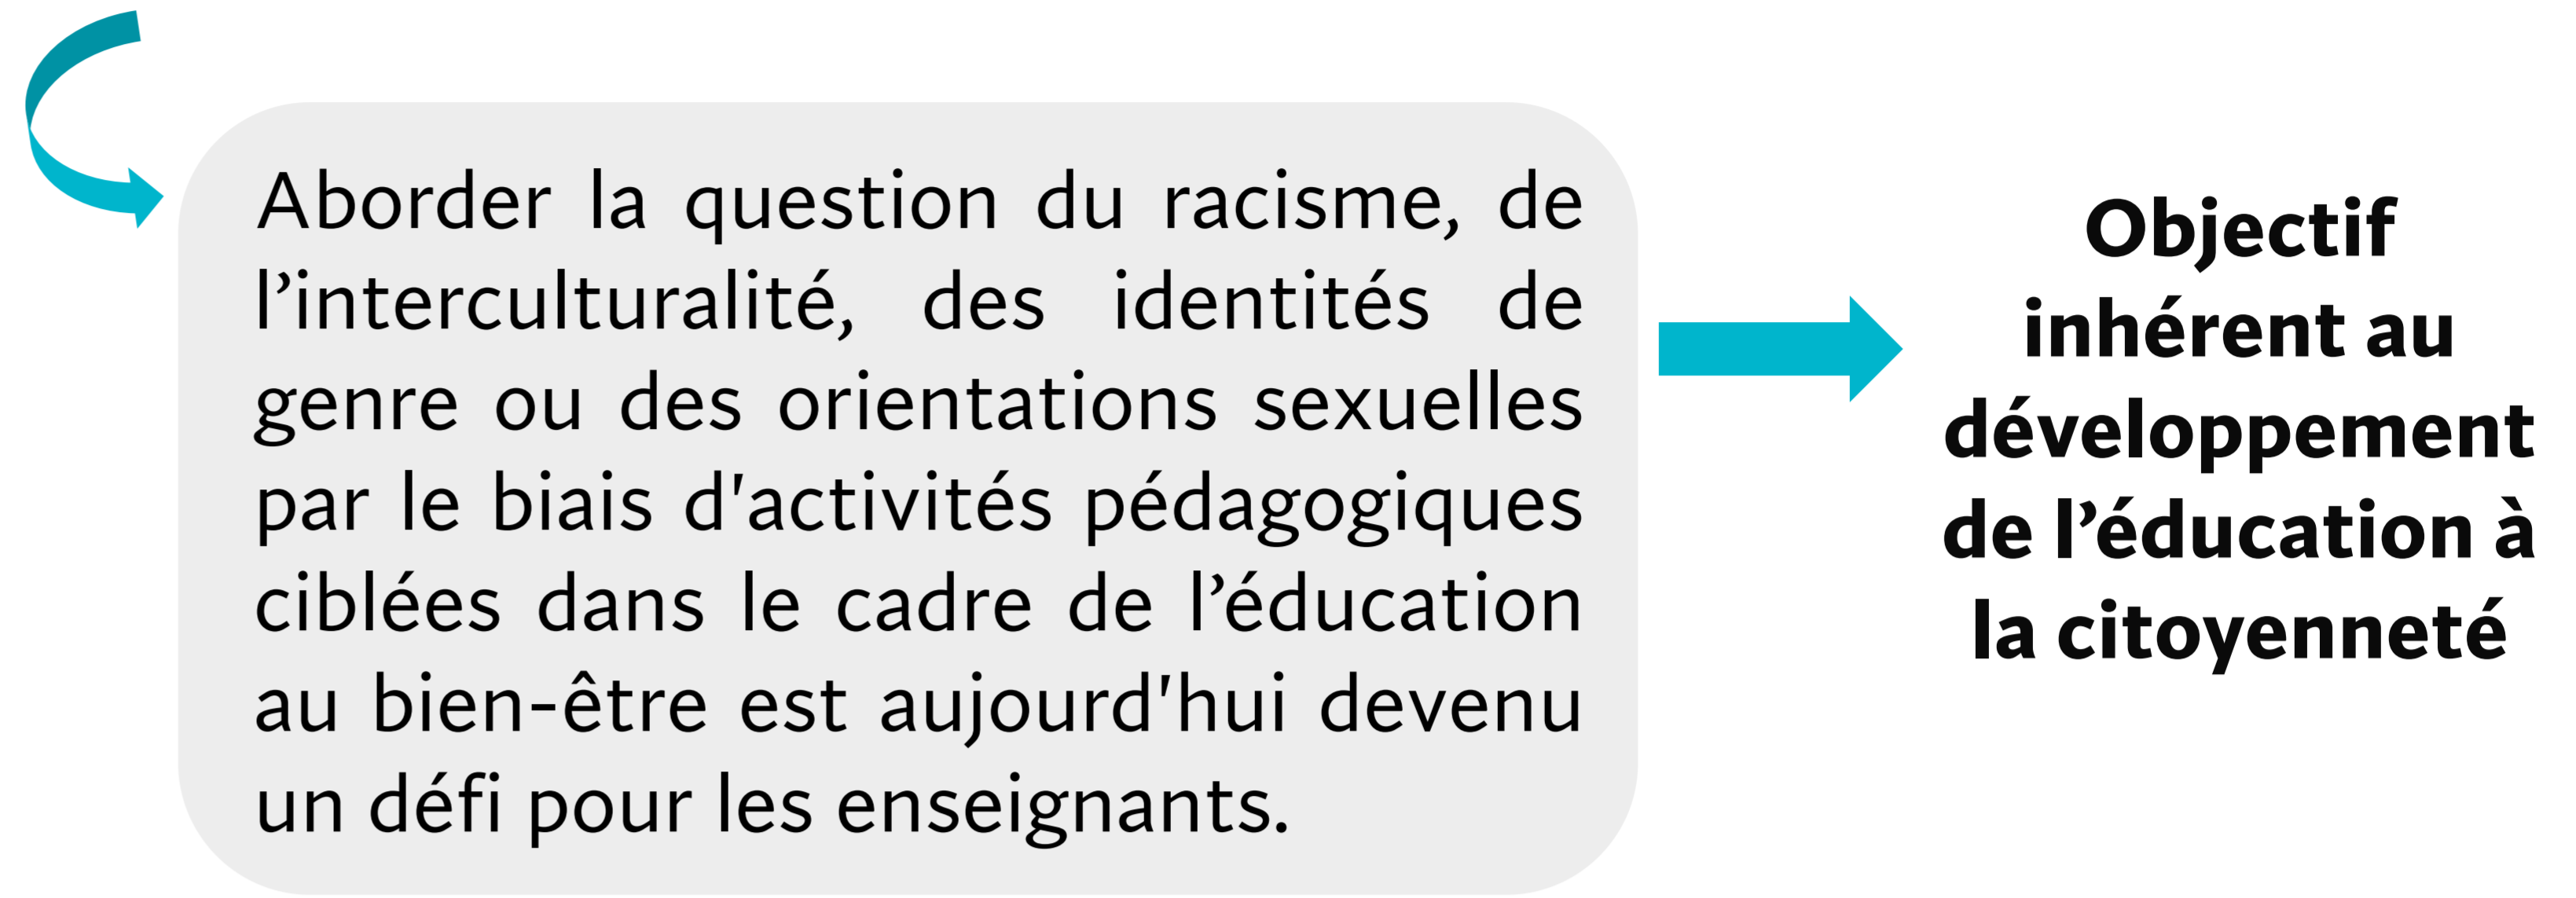 Aborder la question du racisme, de
l’interculturalité, des identités de
genre ou des orientations sexuelles
par le biais d'activités pédagogiques
ciblées dans le cadre de l’éducation
au bien-être est aujourd'hui devenu
un défi pour les enseignants.
Objectif
inhérent au
développement
de l’éducation à
la citoyenneté